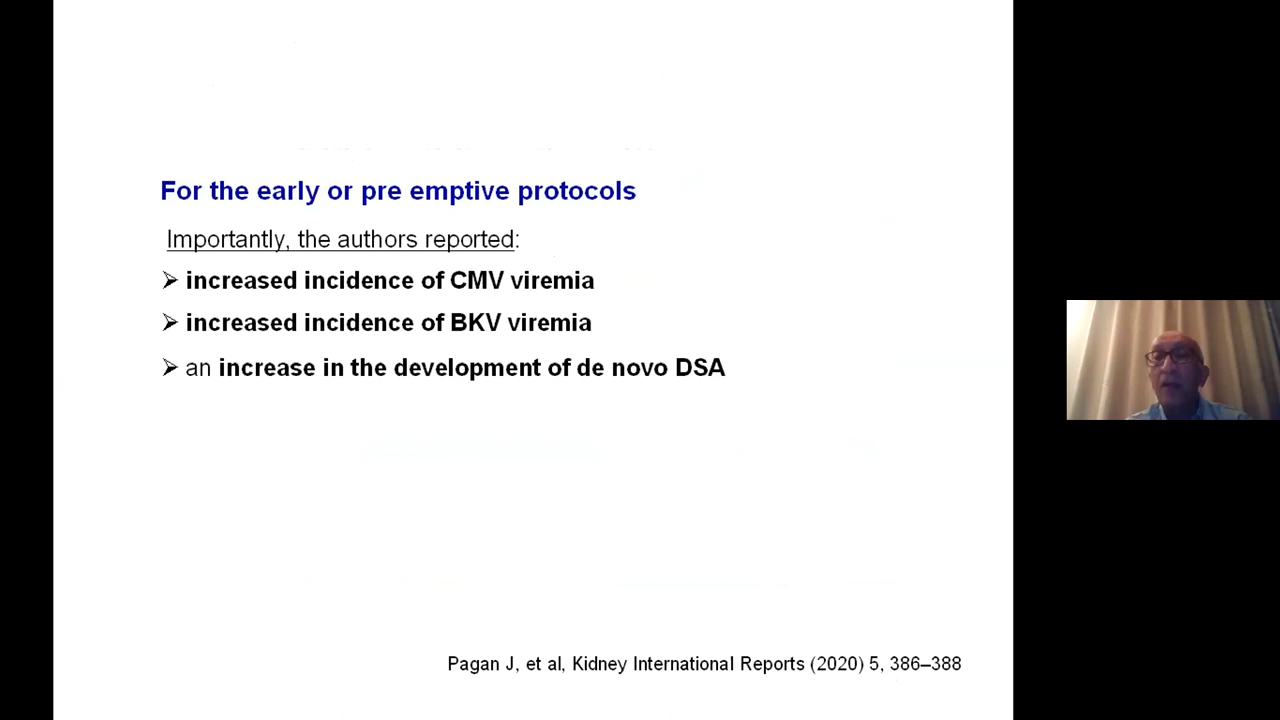 For the early or pre emptive protocols
Importantly, the authors reported:
➢ increased incidence of CMV viremia
➢ increased incidence of BKV viremia
➢ an increase in the development of de novo DSA
Pagan J, et al, Kidney International Reports (2020) 5, 386–388